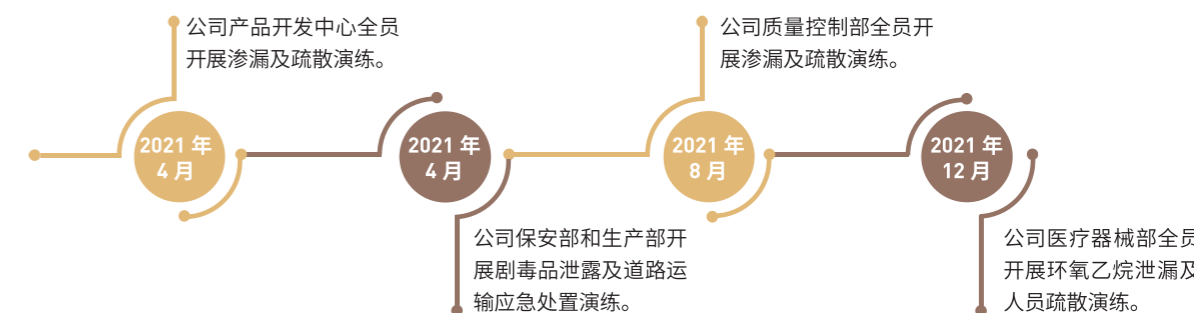 公司产品开发中心全员
开展渗漏及疏散演练。
2021 年
4 月
2021 年
4 月
公司保安部和生产部开
展剧毒品泄露及道路运
输应急处置演练。
公司质量控制部全员开
展渗漏及疏散演练。
2021 年
8 月
2021 年
12 月
公司医疗器械部全员
开展环氧乙烷泄漏及
人员疏散演练。